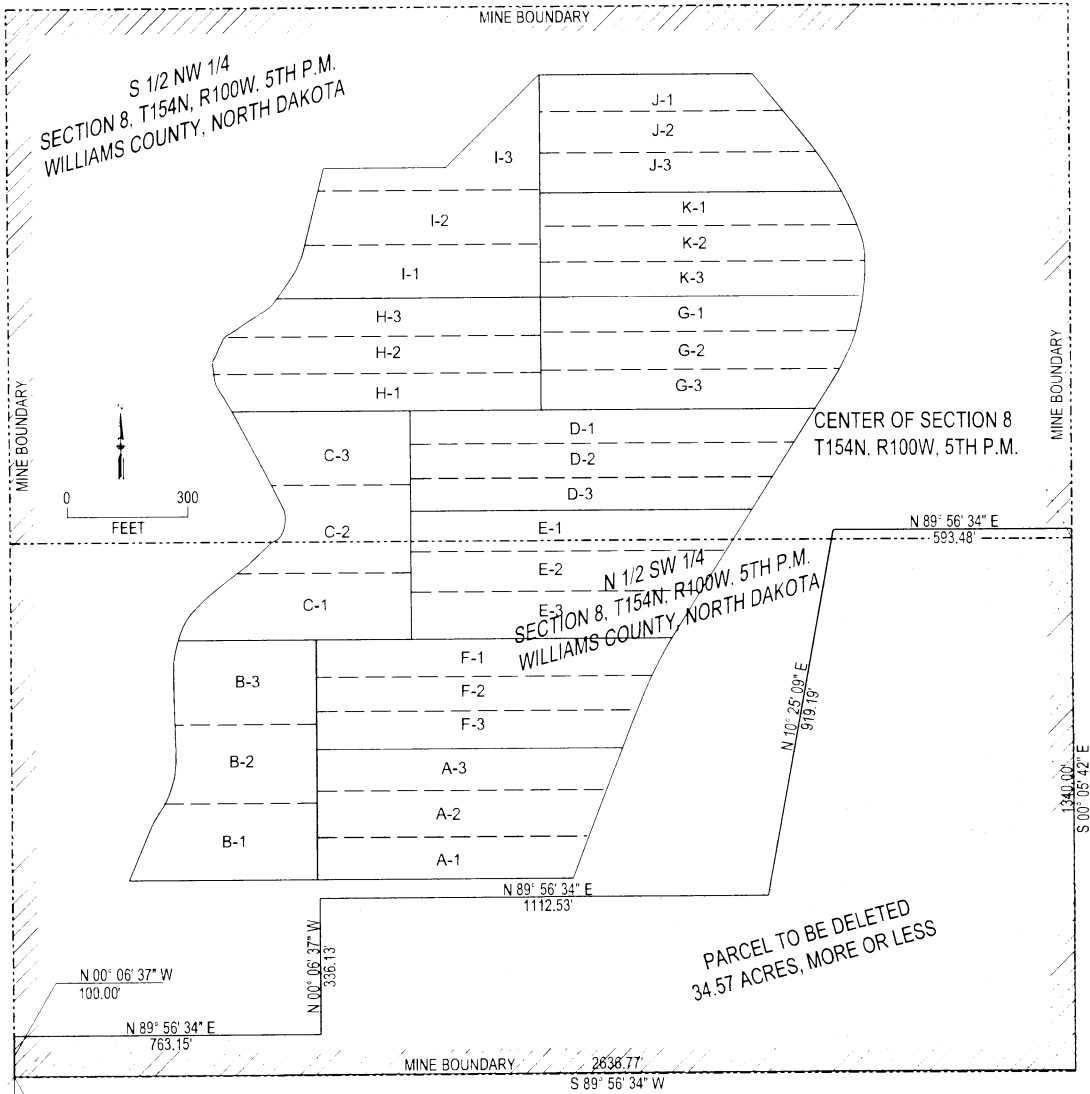 MINE BOUNDARY
S 1/2 NW 1/4
SECTION 8, T154N, R100W. 5TH P.M.
WILLIAMS COUNTY, NORTH DAKOTA
J-1
J-2
J-3
I-3
K-1
I-2
K-2
I-1
K-3
H-3
G-1
H-2
G-2
H-1
G-3
MINE BOUNDARY
MINE BOUNDARY
CENTER OF SECTION 8
T154N, R100W, 5TH P.M.
D-1
C-3
D-2
D-3
0 300
FEET
C-2
E-1
N 89° 56' 34" E
593.48'
E-2
N 1/2 SW 1/4
SECTION 8, T154N, R100W. 5TH P.M.
WILLIAMS COUNTY, NORTH DAKOTA
C-1
E-3
F-1
B-3
F-2
F-3
N 10° 25' 09" E
919.19'
B-2
A-3
1340.00'
S 00° 05' 42" E
A-2
B-1
A-1
N 89° 56' 34" E
1112.53'
PARCEL TO BE DELETED
34.57 ACRES, MORE OR LESS
N 00° 06' 37" W
336.13'
N 00° 06' 37" W
100.00'
N 89° 56' 34" E
763.15'
MINE BOUNDARY 2636.77'
S 89° 56' 34" W